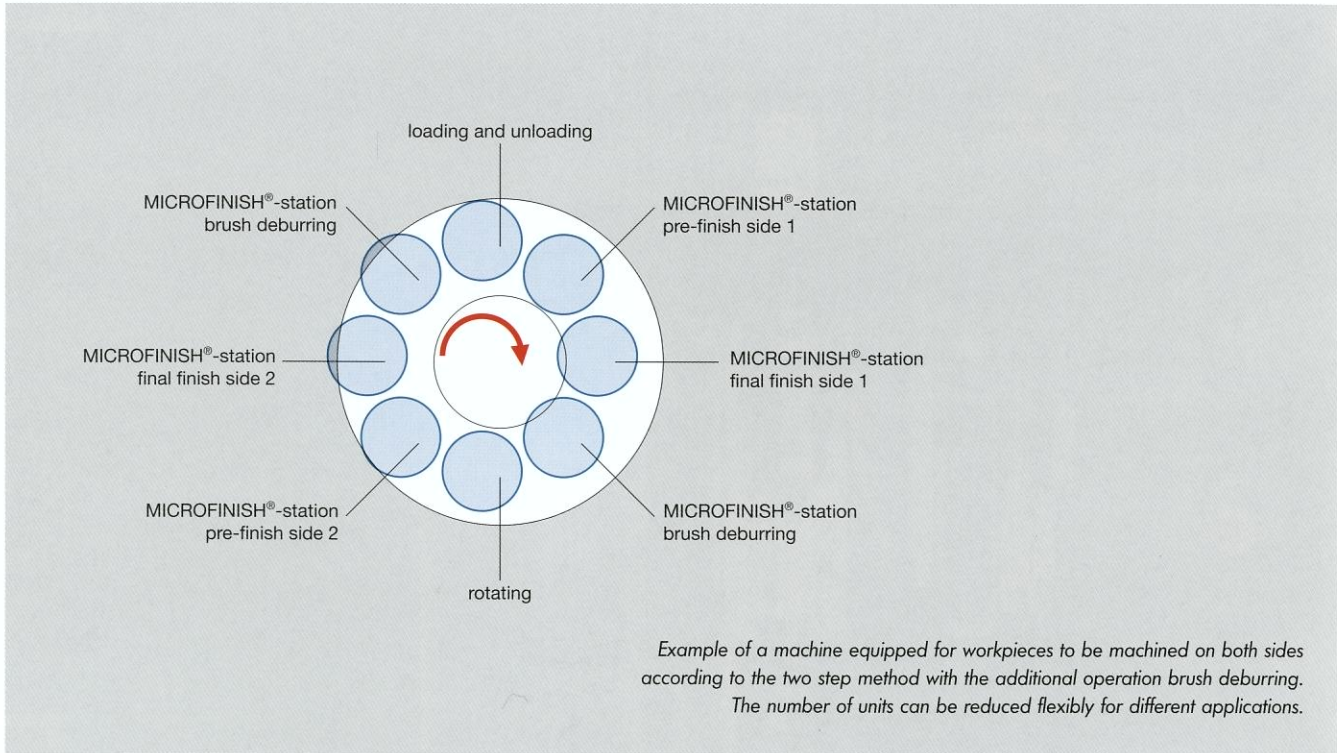 loading and unloading
MICROFINISH®-station
brush deburring
MICROFINISH®-station
pre-finish side 1
MICROFINISH®-station
final finish side 2
MICROFINISH®-station
final finish side 1
MICROFINISH®-station
pre-finish side 2
MICROFINISH®-station
brush deburring
rotating
Example of a machine equipped for workpieces to be machined on both sides
according to the two step method with the additional operation brush deburring.
The number of units can be reduced flexibly for different applications.